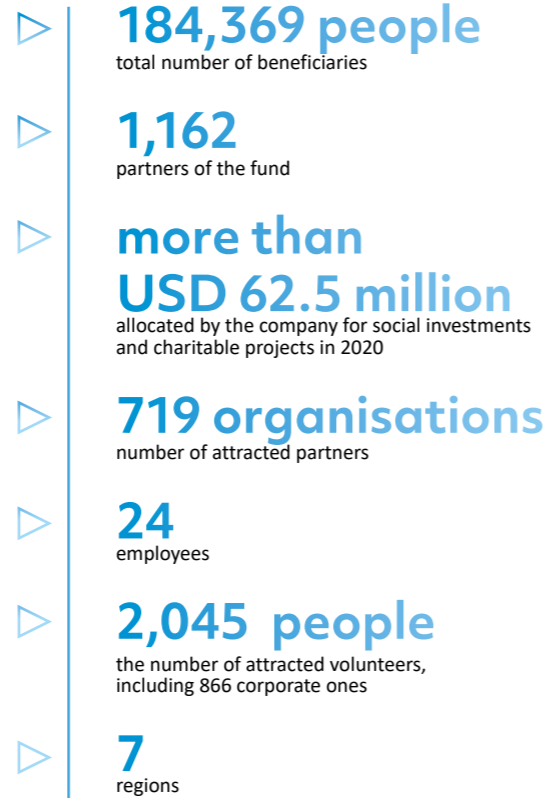 184,369 people
total number of beneficiaries
1,162
partners of the fund
more than
USD 62.5 million
allocated by the company for social investments
and charitable projects in 2020
719 organisations
number of attracted partners
24
employees
2,045 people
the number of attracted volunteers,
including 866 corporate ones
7
regions